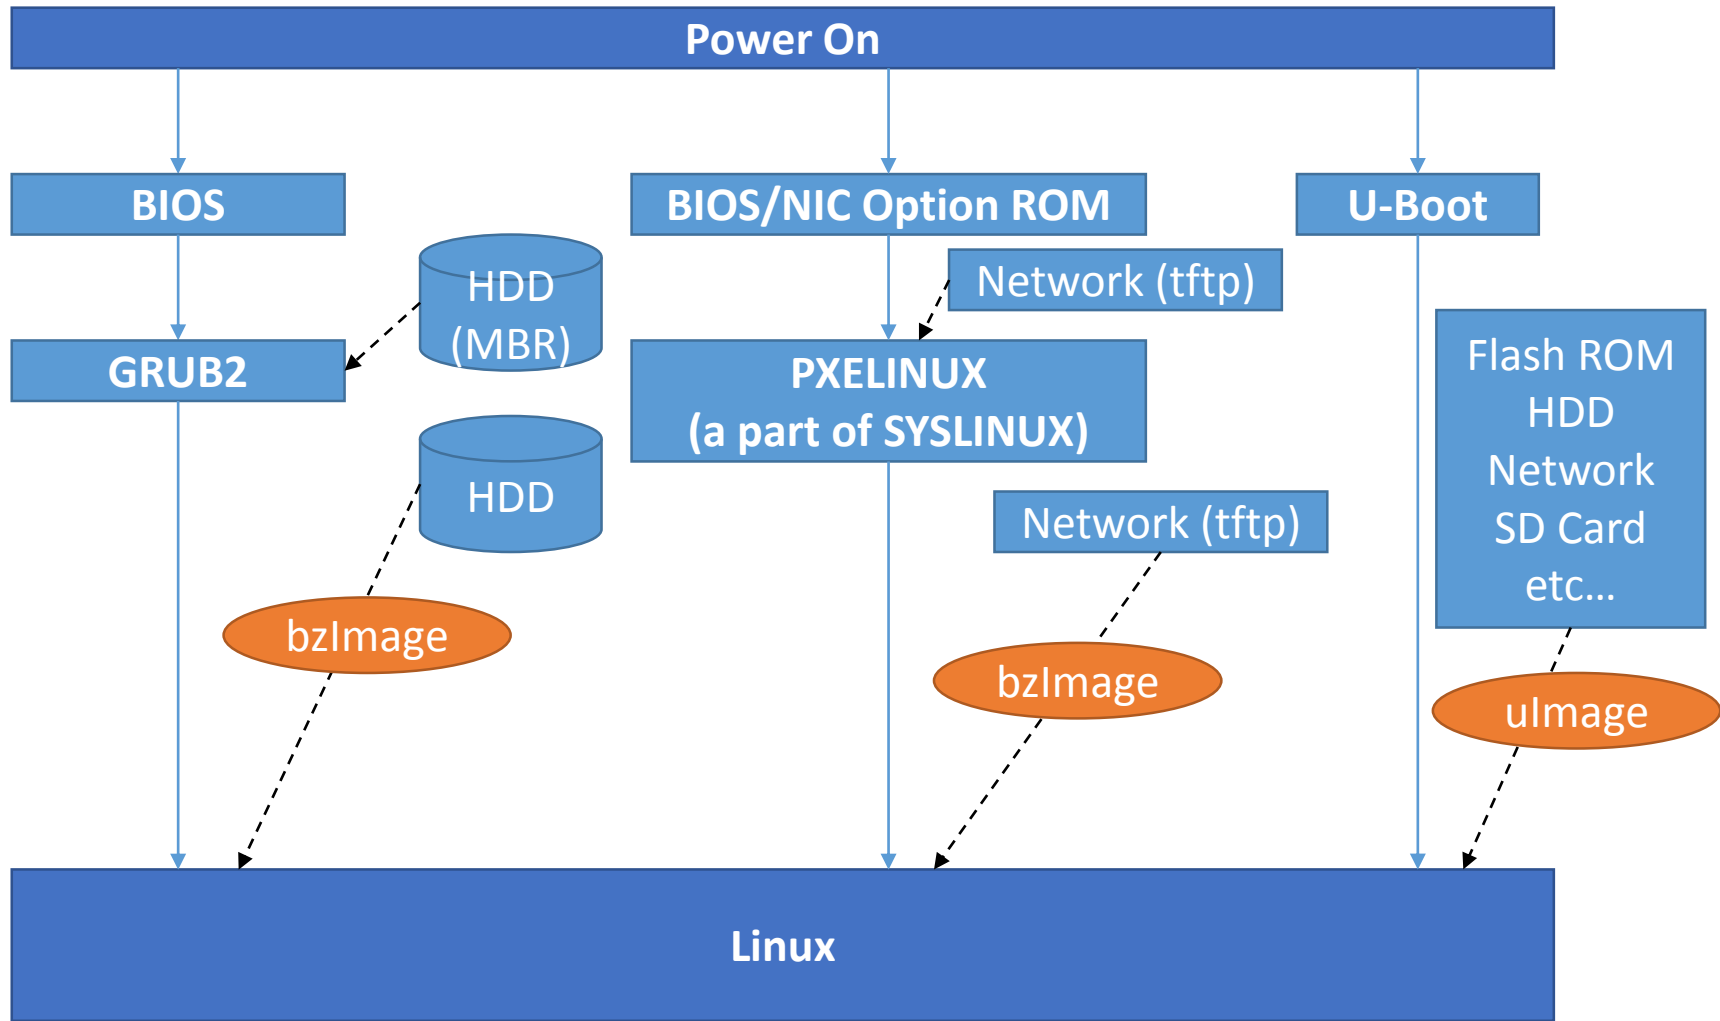 Power On
BIOS
BIOS/NIC Option ROM
U-Boot
HDD
(MBR)
Network (tftp)
GRUB2
PXELINUX
(a part of SYSLINUX)
Flash ROM
HDD
Network
SD Card
etc...
HDD
Network (tftp)
bzImage
bzImage
uImage
Linux